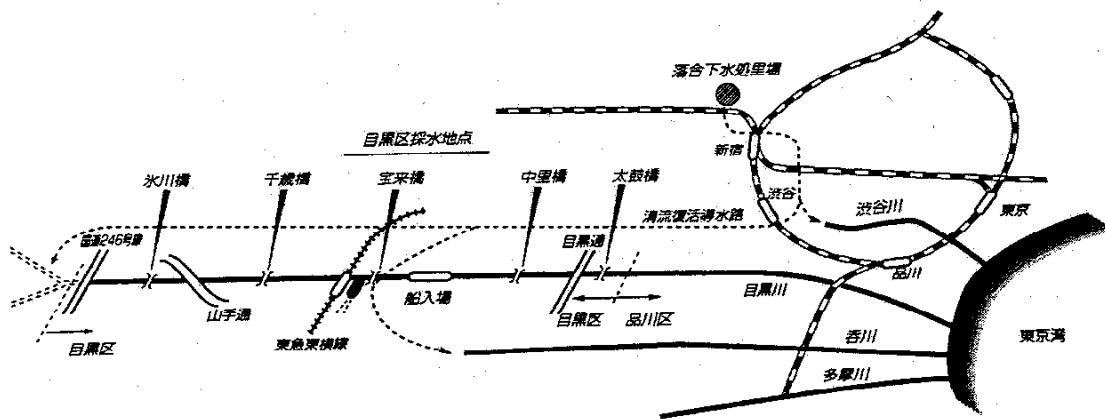 落合下水処理場
目黒区採水地点
新宿
氷川橋
千歳橋
宝来橋
中里橋
太鼓橋
渋谷
渋谷川
東京
清流復活導水路
国道246号線
目黒通
品川
船入場
目黒川
山手通
目黒区
品川区
東急東横線
目黒区
呑川
東京湾
多摩川